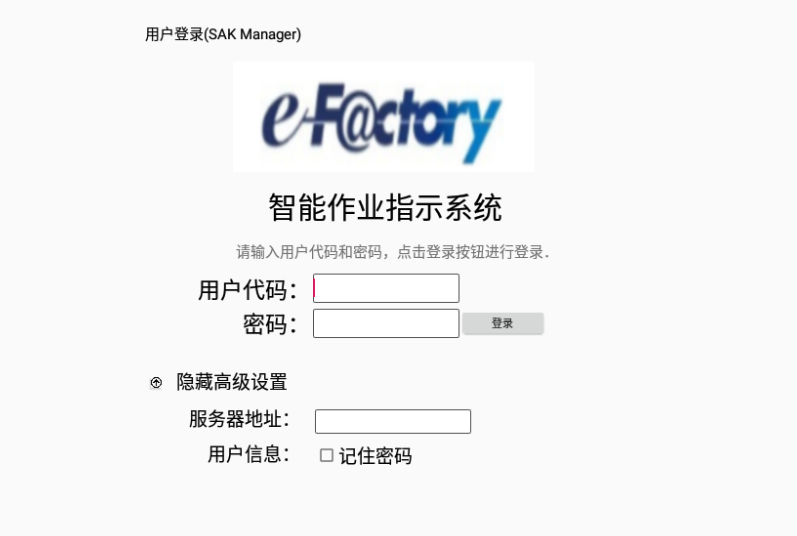 用户登录(SAK Manager)
e-F@ctory
智能作业指示系统
请输入用户代码和密码，点击登录按钮进行登录.
用户代码：
密码： 登录
隐藏高级设置
服务器地址：
用户信息： 记住密码